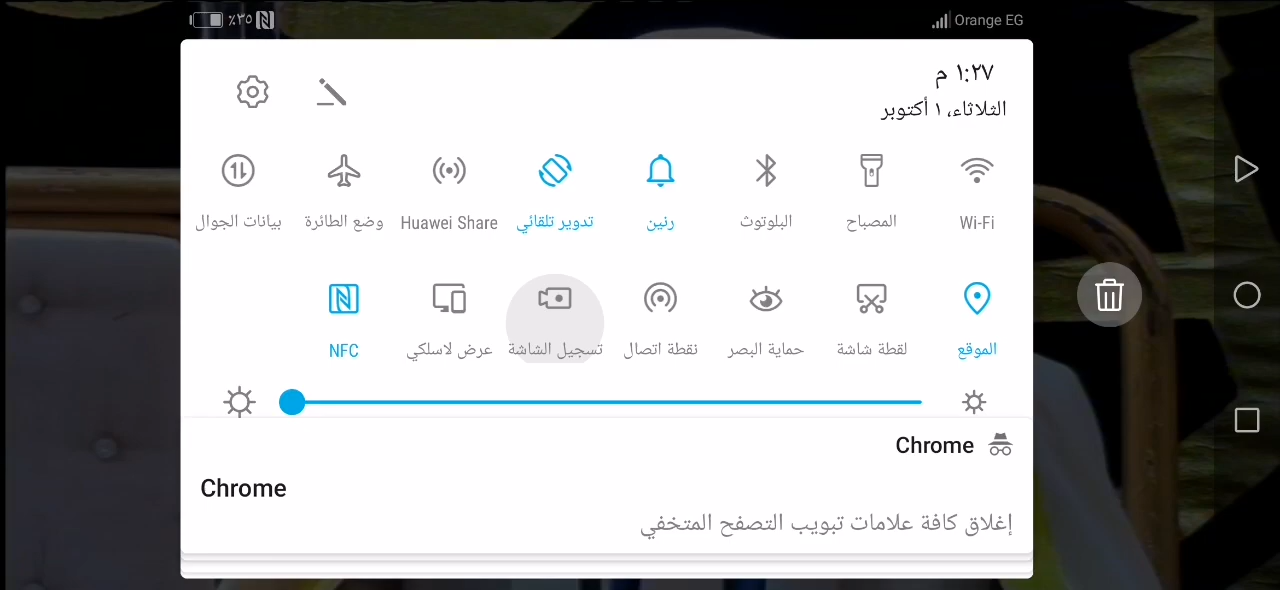 ٪٣٥
Orange EG
١:٢٧ م
الثلاثاء، ١ أكتوبر
Wi-Fi
المصباح
البلوتوث
رنين
تدوير تلقائي
Huawei Share
وضع الطائرة
بيانات الجوال
الموقع
لقطة شاشة
حماية البصر
نقطة اتصال
تسجيل الشاشة
عرض لاسلكي
NFC
Chrome
Chrome
إغلاق كافة علامات تبويب التصفح المتخفي